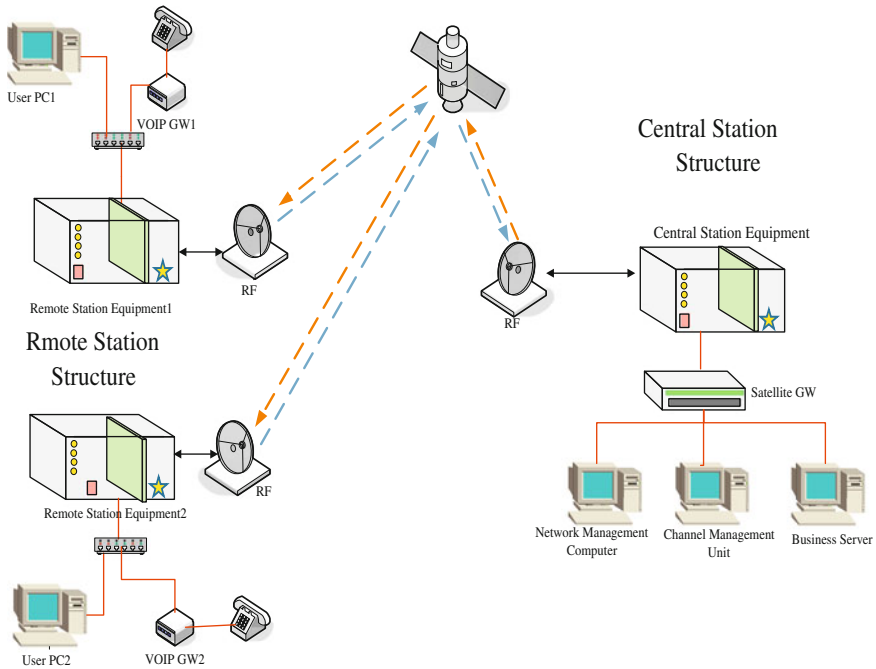 User PC1
VOIP GW1
Central Station
Structure
Central Station Equipment
RF
RF
Remote Station Equipment1
Rmote Station
Structure
Satellite GW
RF
Remote Station Equipment2
Network Management
Computer
Channel Management
Unit
Business Server
User PC2
VOIP GW2